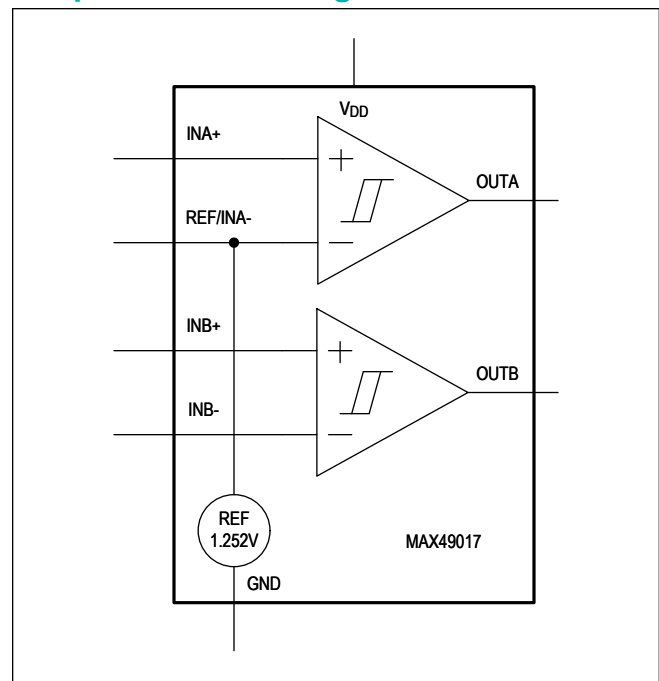 VDD
INA+
+
OUTA
REF/INA-
−
INB+
+
OUTB
INB-
−
REF
1.252V
MAX49017
GND